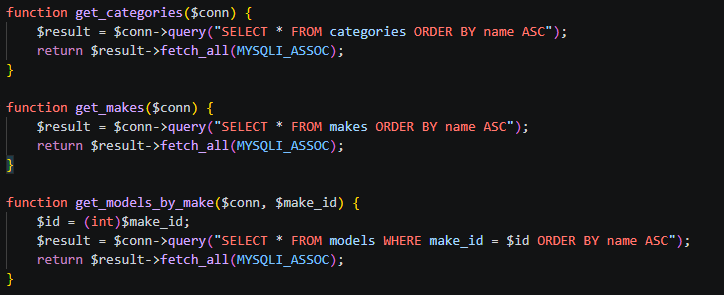 function get_categories($conn) {
    $result = $conn->query("SELECT * FROM categories ORDER BY name ASC");
    return $result->fetch_all(MYSQLI_ASSOC);
}

function get_makes($conn) {
    $result = $conn->query("SELECT * FROM makes ORDER BY name ASC");
    return $result->fetch_all(MYSQLI_ASSOC);
}

function get_models_by_make($conn, $make_id) {
    $id = (int)$make_id;
    $result = $conn->query("SELECT * FROM models WHERE make_id = $id ORDER BY name ASC");
    return $result->fetch_all(MYSQLI_ASSOC);
}